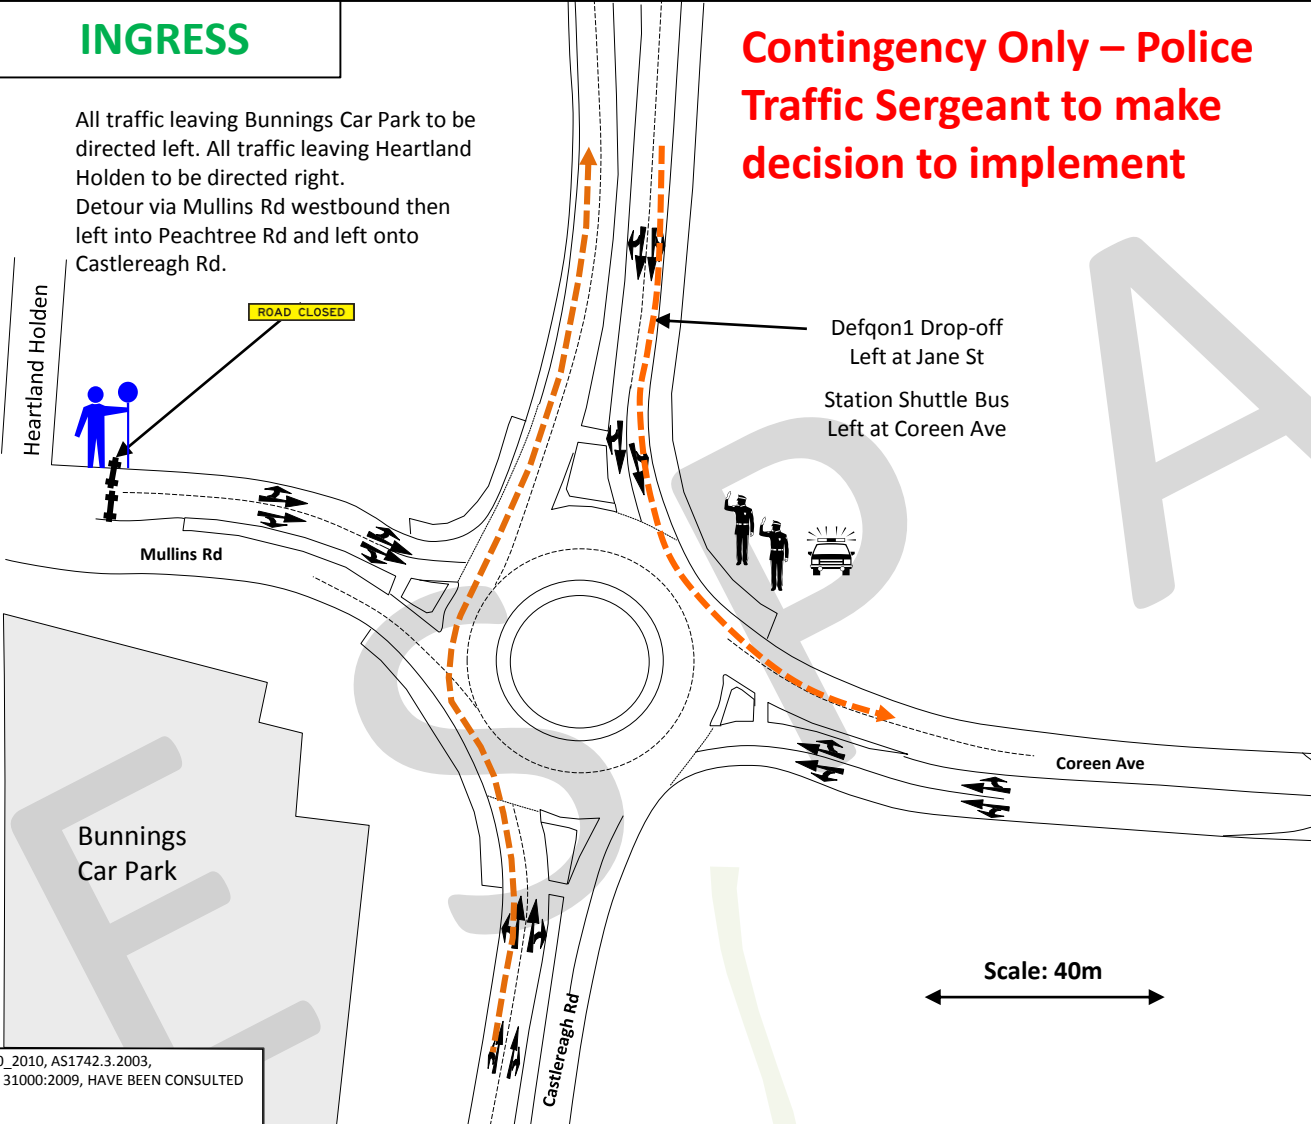 INGRESS
Contingency Only – Police
Traffic Sergeant to make
decision to implement
All traffic leaving Bunnings Car Park to be
directed left. All traffic leaving Heartland
Holden to be directed right.
Detour via Mullins Rd westbound then
left into Peachtree Rd and left onto
Castlereagh Rd.
ROAD CLOSED
Heartland Holden
Defqon1 Drop-off
Left at Jane St
Station Shuttle Bus
Left at Coreen Ave
Mullins Rd
Coreen Ave
Bunnings
Car Park
Scale: 40m
Castlereagh Rd
_2010, AS1742.3.2003,
31000:2009, HAVE BEEN CONSULTED
E S P A